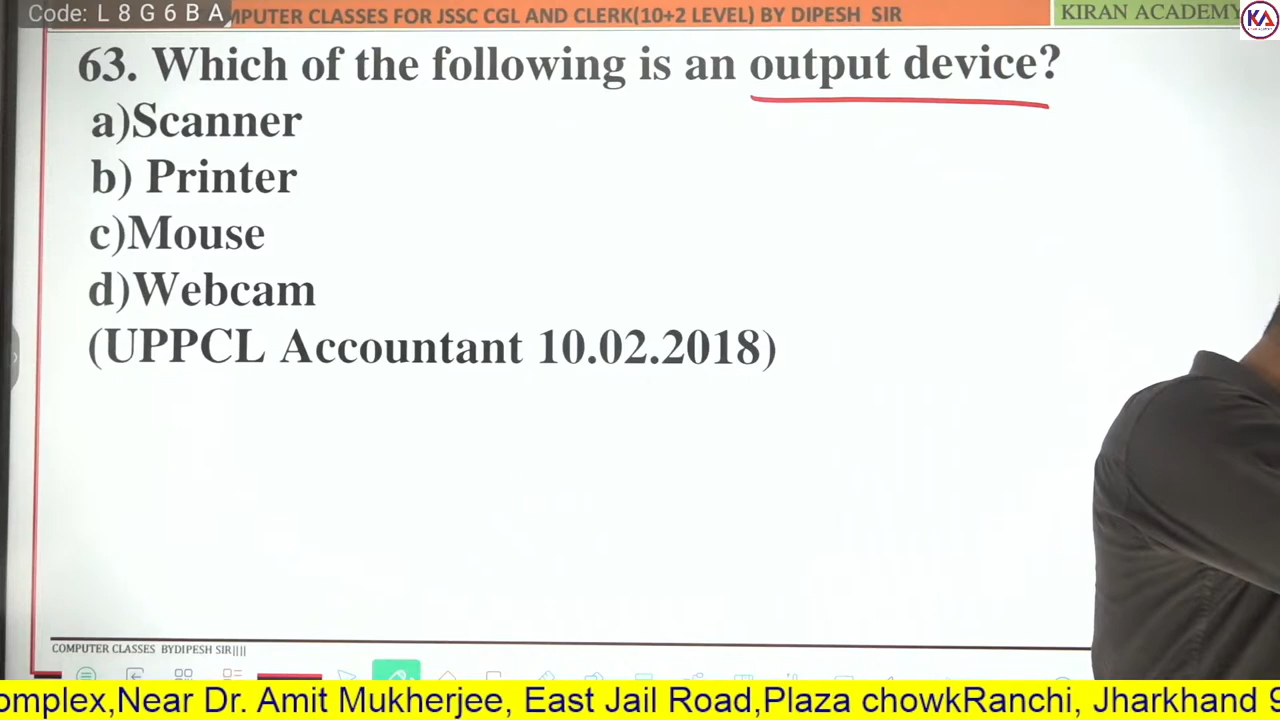 Code: L 8 G 6 B A
MPUTER CLASSES FOR JSSC CGL AND CLERK(10+2 LEVEL) BY DIPESH SIR
KIRAN ACADEMY
KA
63. Which of the following is an output device?
a)Scanner
b) Printer
c)Mouse
d)Webcam
(UPPCL Accountant 10.02.2018)
COMPUTER CLASSES BYDIPESH SIR||||
omplex,Near Dr. Amit Mukherjee, East Jail Road,Plaza chowkRanchi, Jharkhand